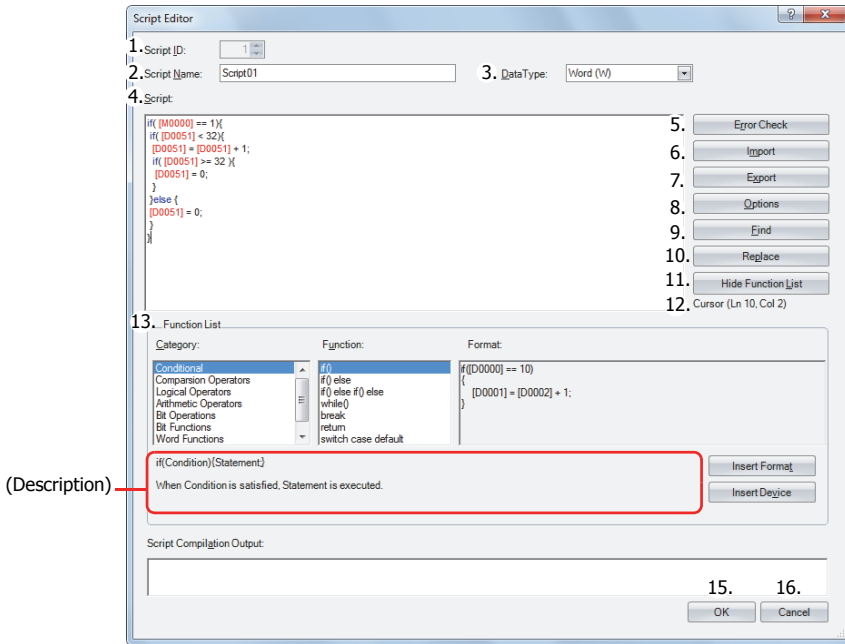 Script Editor
1. Script ID: 1
2. Script Name: Script01 3. DataType: Word (W)
4. Script:
if( [M0000] == 1){
if( [D0051] < 32){
[D0051] = [D0051] + 1;
if( [D0051] >= 32 ){
[D0051] = 0;
}
}else {
[D0051] = 0;
}
}
5. Error Check
6. Import
7. Export
8. Options
9. Find
10. Replace
11. Hide Function List
12. Cursor (Ln 10, Col 2)
13. Function List
Category: Function: Format:
Conditional
Comparsion Operators
Logical Operators
Arithmetic Operators
Bit Operations
Bit Functions
Word Functions
if()
if() else
if() else if() else
while()
break
return
switch case default
if([D0000] == 10)
{
[D0001] = [D0002] + 1;
}
(Description)
if(Condition){Statement;}
When Condition is satisfied, Statement is executed.
Insert Format
Insert Device
Script Compilation Output:
15. 16.
OK Cancel